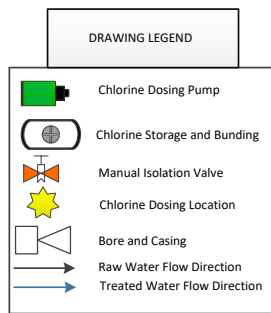 DRAWING LEGEND
Chlorine Dosing Pump
Chlorine Storage and Bunding
Manual Isolation Valve
Chlorine Dosing Location
Bore and Casing
Raw Water Flow Direction
Treated Water Flow Direction